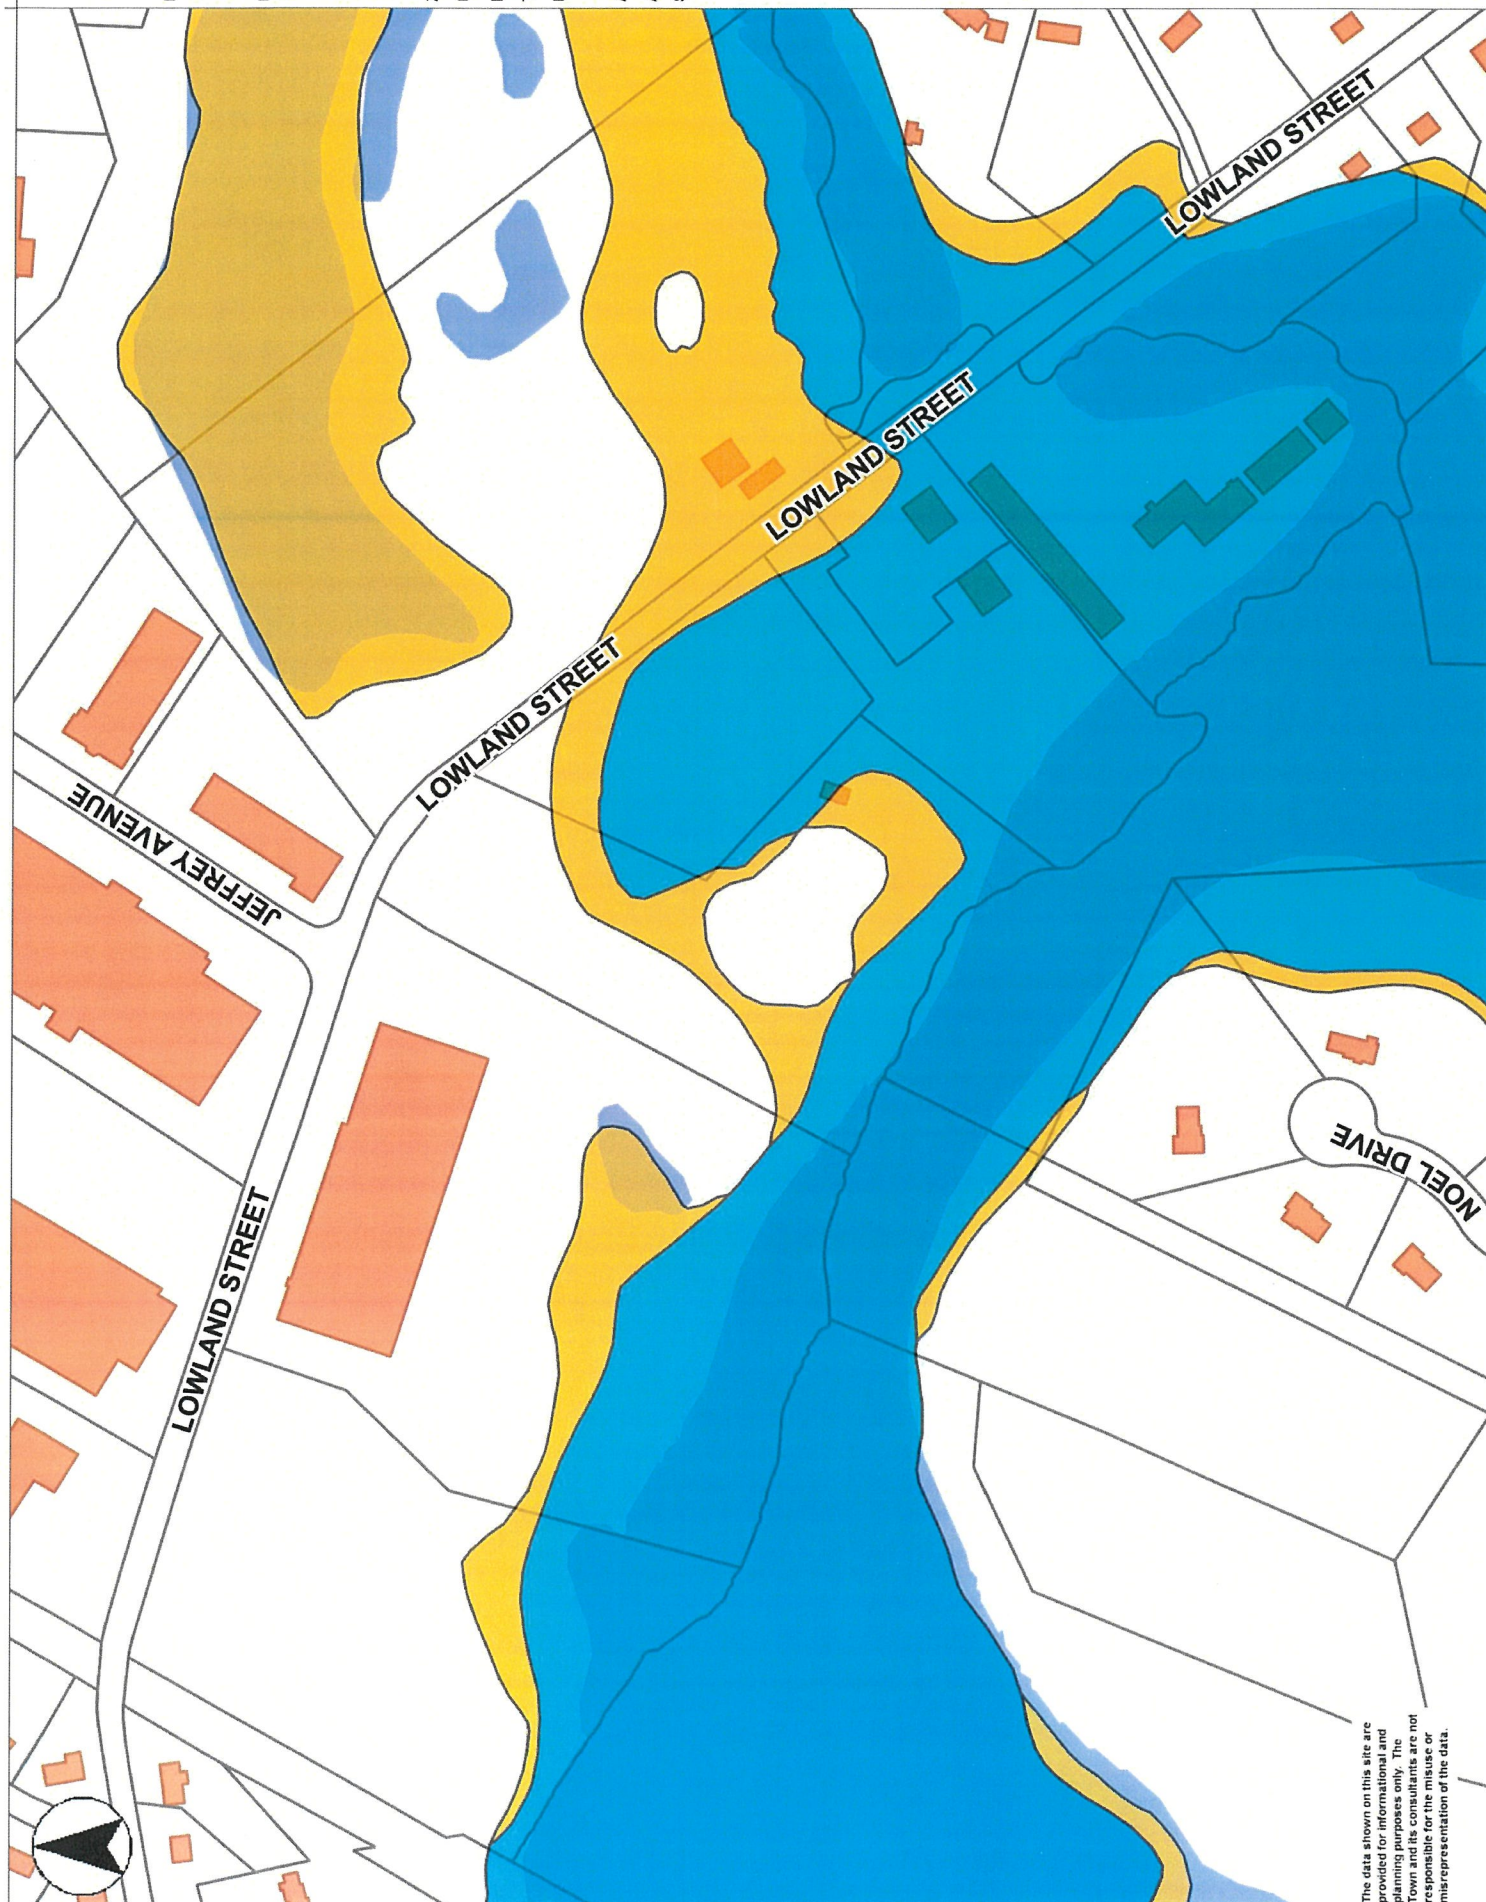 LOWLAND STREET
LOWLAND STREET
LOWLAND STREET
JEFFREY AVENUE
LOWLAND STREET
NOEL DRIVE
The data shown on this site are
provided for informational and
planning purposes only. The
Town and its consultants are not
responsible for the misuse or
misrepresentation of the data.